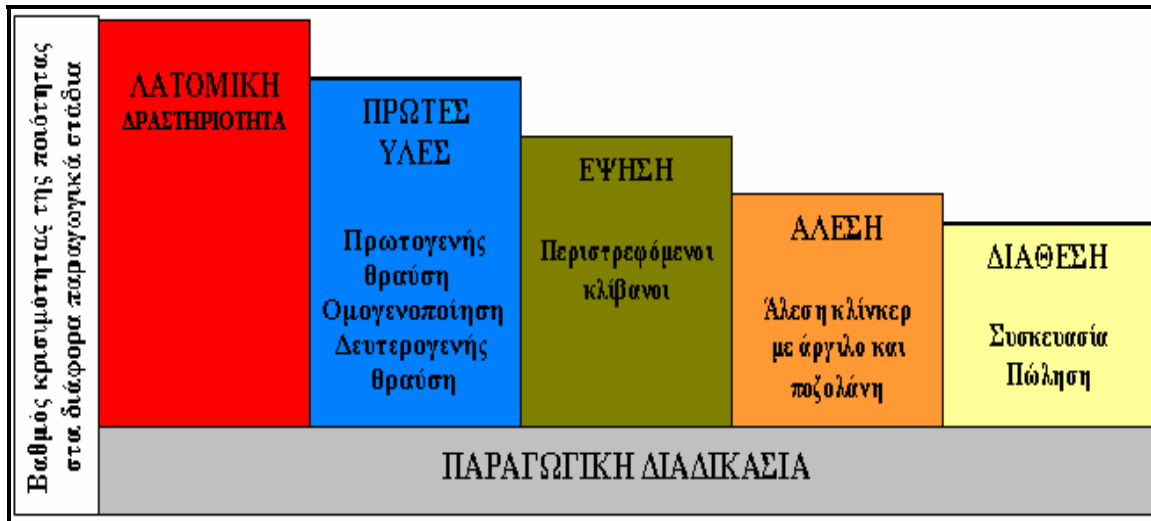 Βαθμός κρισιμότητας της ποιότητας
στα διάφορα παραγωγικά στάδια
ΛΑΤΟΜΙΚΗ
ΔΡΑΣΤΗΡΙΟΤΗΤΑ
ΠΡΩΤΕΣ
ΥΛΕΣ
Πρωτογενής
θραύση
Ομογενοποίηση
Δευτερογενής
θραύση
ΕΨΗΣΗ
Περιστρεφόμενοι
κλίβανοι
ΑΛΕΣΗ
Άλεση κλίνκερ
με άργιλο και
ποζολάνη
ΔΙΑΘΕΣΗ
Συσκευασία
Πώληση
ΠΑΡΑΓΩΓΙΚΗ ΔΙΑΔΙΚΑΣΙΑ